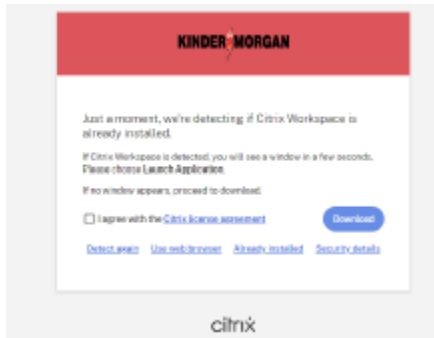 KINDER MORGAN
Just a moment, we're detecting if Citrix Workspace is
already installed.
If Citrix Workspace is detected, you will see a window in a few seconds.
Please choose Launch Application.
If no window appears, proceed to download.
I agree with the Citrix license agreement Download
Detect again Use web browser Already installed Security details
citrix